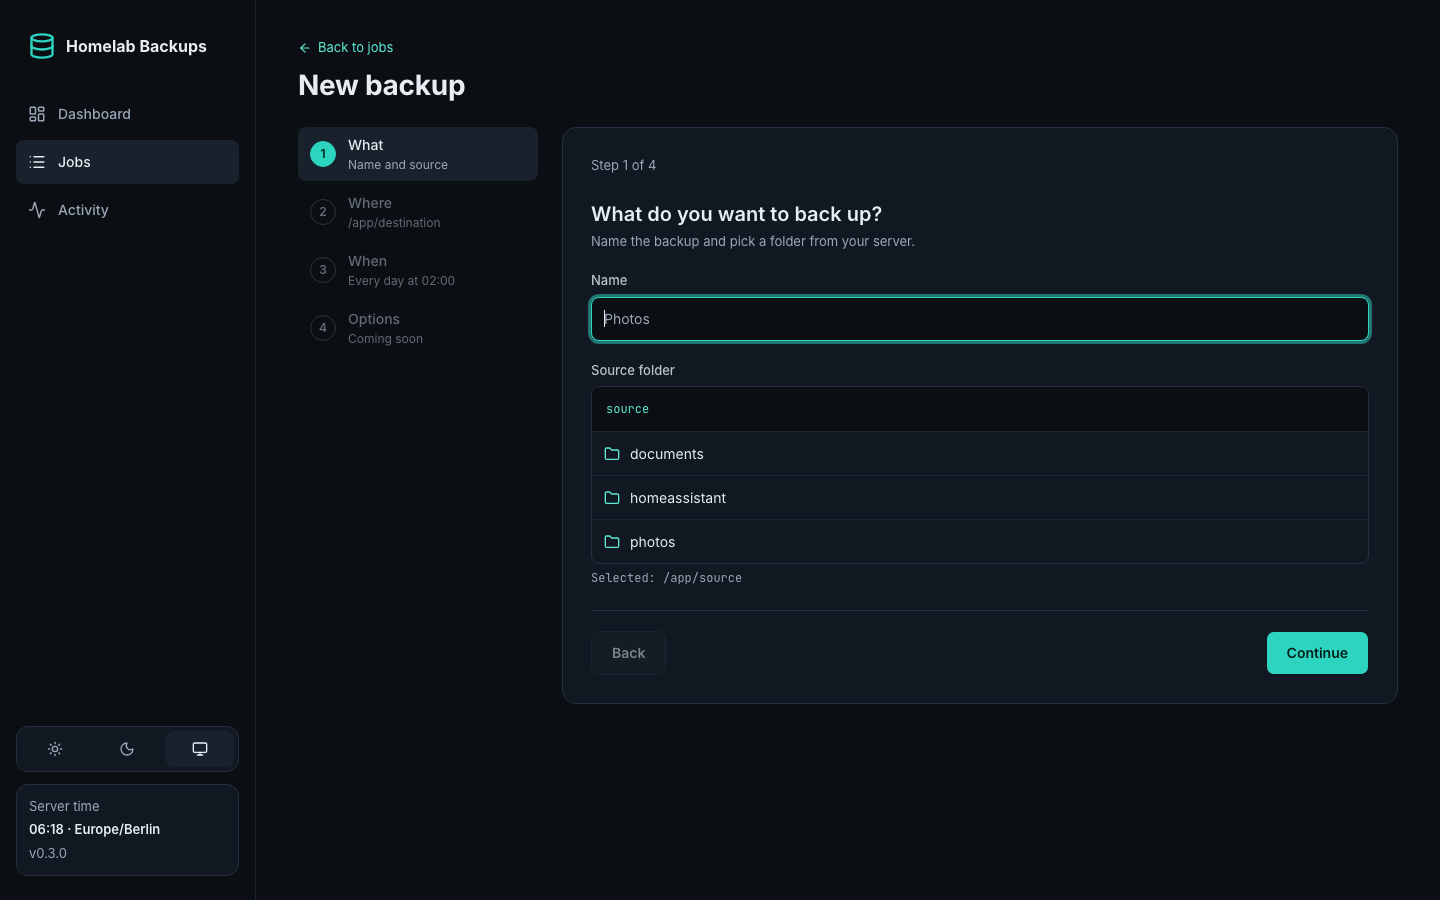 Homelab Backups
Dashboard
Jobs
Activity
Server time
06:18 · Europe/Berlin
v0.3.0
Back to jobs
New backup
1
What
Name and source
2
Where
/app/destination
3
When
Every day at 02:00
4
Options
Coming soon
Step 1 of 4
What do you want to back up?
Name the backup and pick a folder from your server.
Name
Photos
Source folder
source
documents
homeassistant
photos
Selected: /app/source
Back
Continue